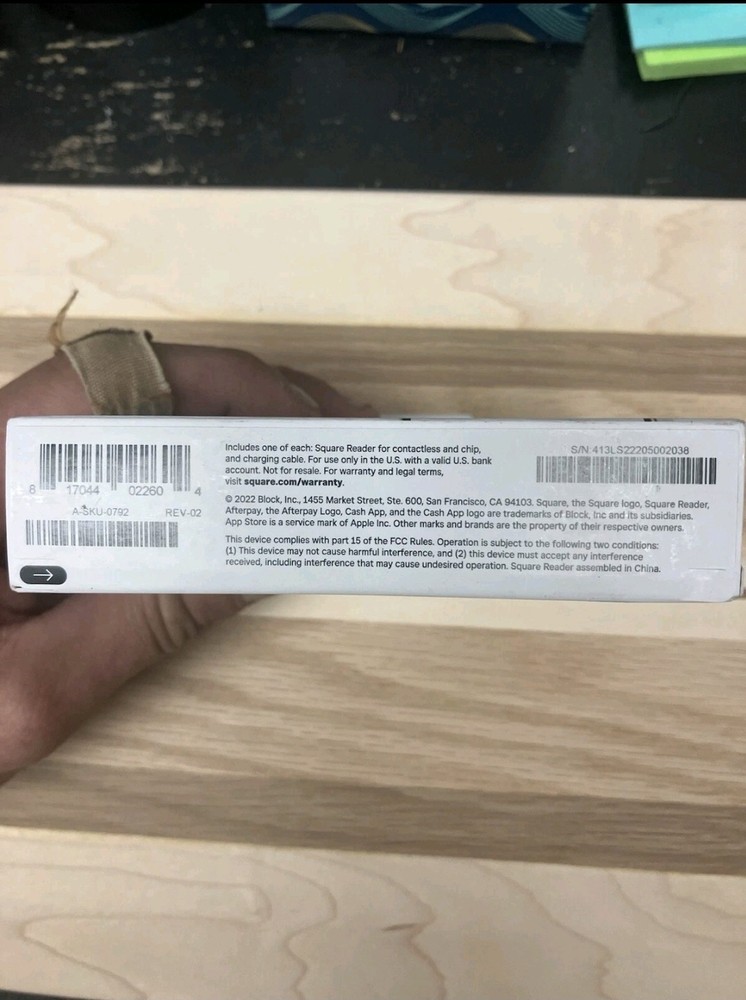 8 17044 02260 4
A-SKU-0792 REV-02
Includes one of each: Square Reader for contactless and chip,
and charging cable. For use only in the U.S. with a valid U.S. bank
account. Not for resale. For warranty and legal terms,
visit square.com/warranty.
S/N:413LS22205002038
© 2022 Block, Inc., 1455 Market Street, Ste. 600, San Francisco, CA 94103. Square, the Square logo, Square Reader,
Afterpay, the Afterpay Logo, Cash App, and the Cash App logo are trademarks of Block, Inc and its subsidiaries.
App Store is a service mark of Apple Inc. Other marks and brands are the property of their respective owners.
This device complies with part 15 of the FCC Rules. Operation is subject to the following two conditions:
(1) This device may not cause harmful interference, and (2) this device must accept any interference
received, including interference that may cause undesired operation. Square Reader assembled in China.